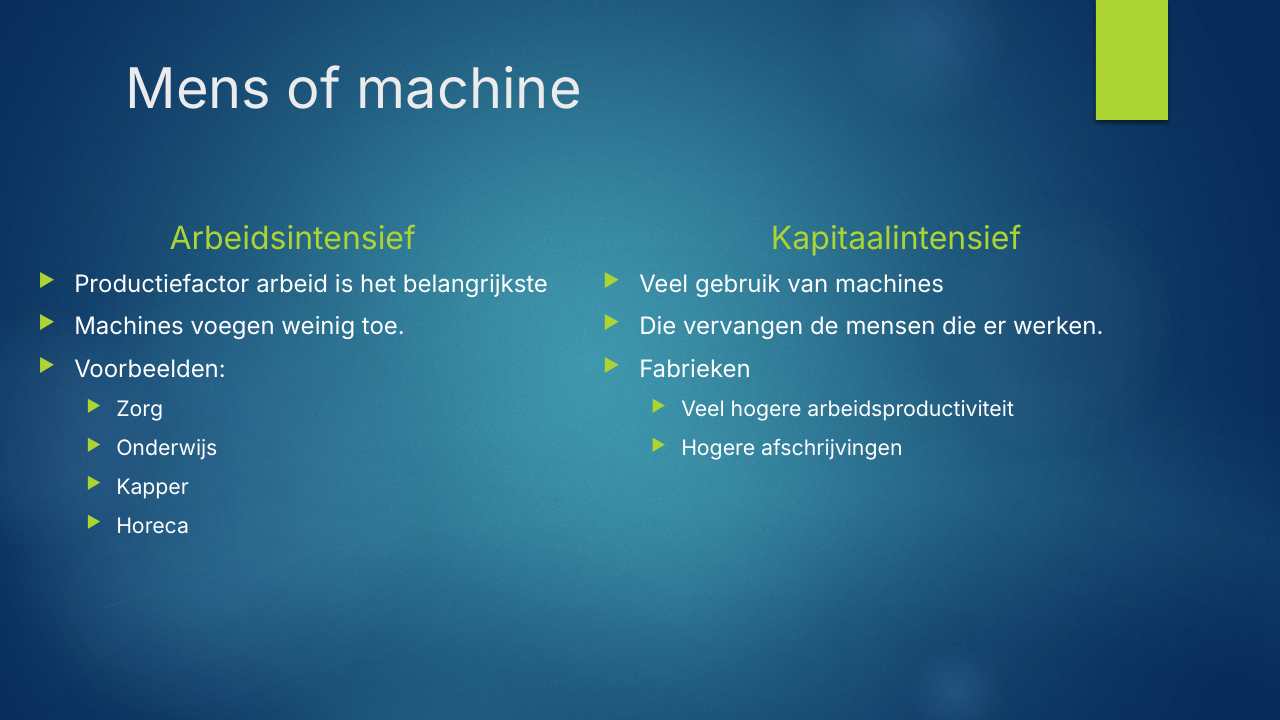 Mens of machine
Arbeidsintensief
Productiefactor arbeid is het belangrijkste
Machines voegen weinig toe.
Voorbeelden:
Zorg
Onderwijs
Kapper
Horeca
Kapitaalintensief
Veel gebruik van machines
Die vervangen de mensen die er werken.
Fabrieken
Veel hogere arbeidsproductiviteit
Hogere afschrijvingen